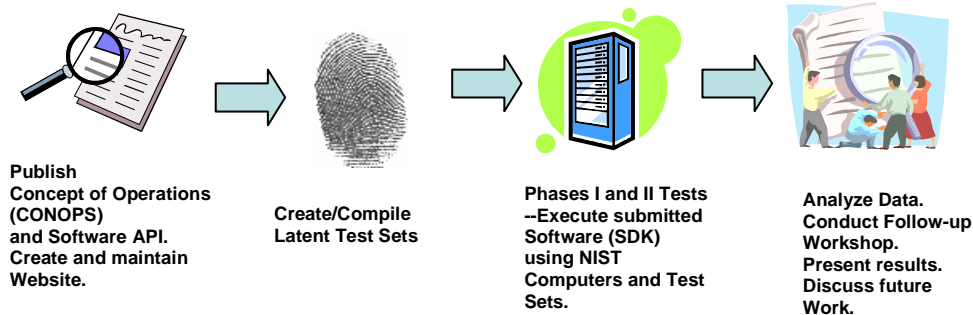 Publish
Concept of Operations
(CONOPS)
and Software API.
Create and maintain
Website.
Create/Compile
Latent Test Sets
Phases I and II Tests
--Execute submitted
Software (SDK)
using NIST
Computers and Test
Sets.
Analyze Data.
Conduct Follow-up
Workshop.
Present results.
Discuss future
Work.